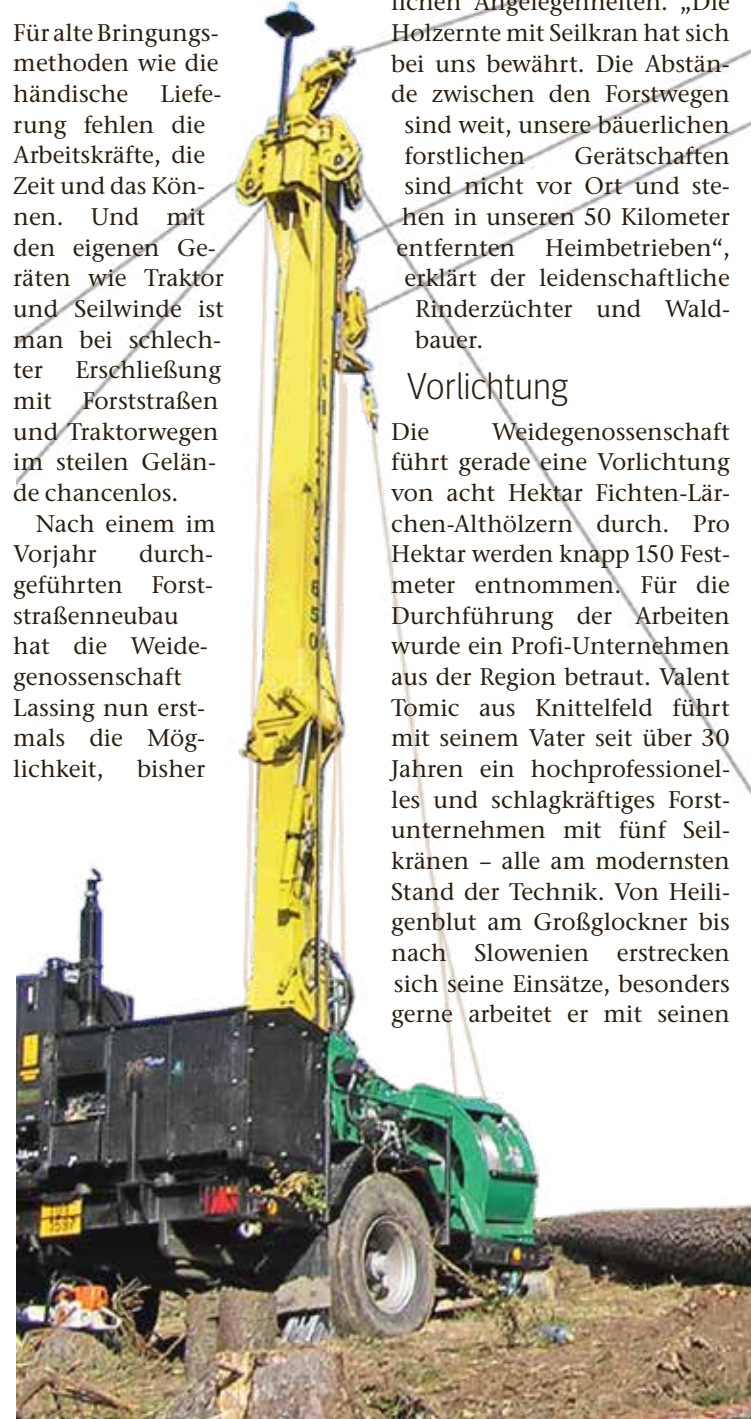 Für alte Bringungs-
methoden wie die
händische Liefe-
rung fehlen die
Arbeitskräfte, die
Zeit und das Kön-
nen. Und mit
den eigenen Ge-
räten wie Traktor
und Seilwinde ist
man bei schlech-
ter Erschließung
mit Forststraßen
und Traktorwegen
im steilen Gelän-
de chancenlos.
Nach einem im
Vorjahr durch-
geführten Forst-
straßenneubau
hat die Weide-
genossenschaft
Lassing nun erst-
mals die Mög-
lichkeit, bisher
lichen Angelegenheiten. „Die
Holzernte mit Seilkran hat sich
bei uns bewährt. Die Abstän-
de zwischen den Forstwegen
sind weit, unsere bäuerlichen
forstlichen Gerätschaften
sind nicht vor Ort und ste-
hen in unseren 50 Kilometer
entfernten Heimbetrieben“,
erklärt der leidenschaftliche
Rinderzüchter und Wald-
bauer.
Vorlichtung
Die Weidegenossenschaft
führt gerade eine Vorlichtung
von acht Hektar Fichten-Lär-
chen-Althölzern durch. Pro
Hektar werden knapp 150 Fest-
meter entnommen. Für die
Durchführung der Arbeiten
wurde ein Profi-Unternehmen
aus der Region betraut. Valent
Tomic aus Knittelfeld führt
mit seinem Vater seit über 30
Jahren ein hochprofessionel-
les und schlagkräftiges Forst-
unternehmen mit fünf Seil-
kränen – alle am modernsten
Stand der Technik. Von Heili-
genblut am Großglockner bis
nach Slowenien erstrecken
sich seine Einsätze, besonders
gerne arbeitet er mit seinen
650